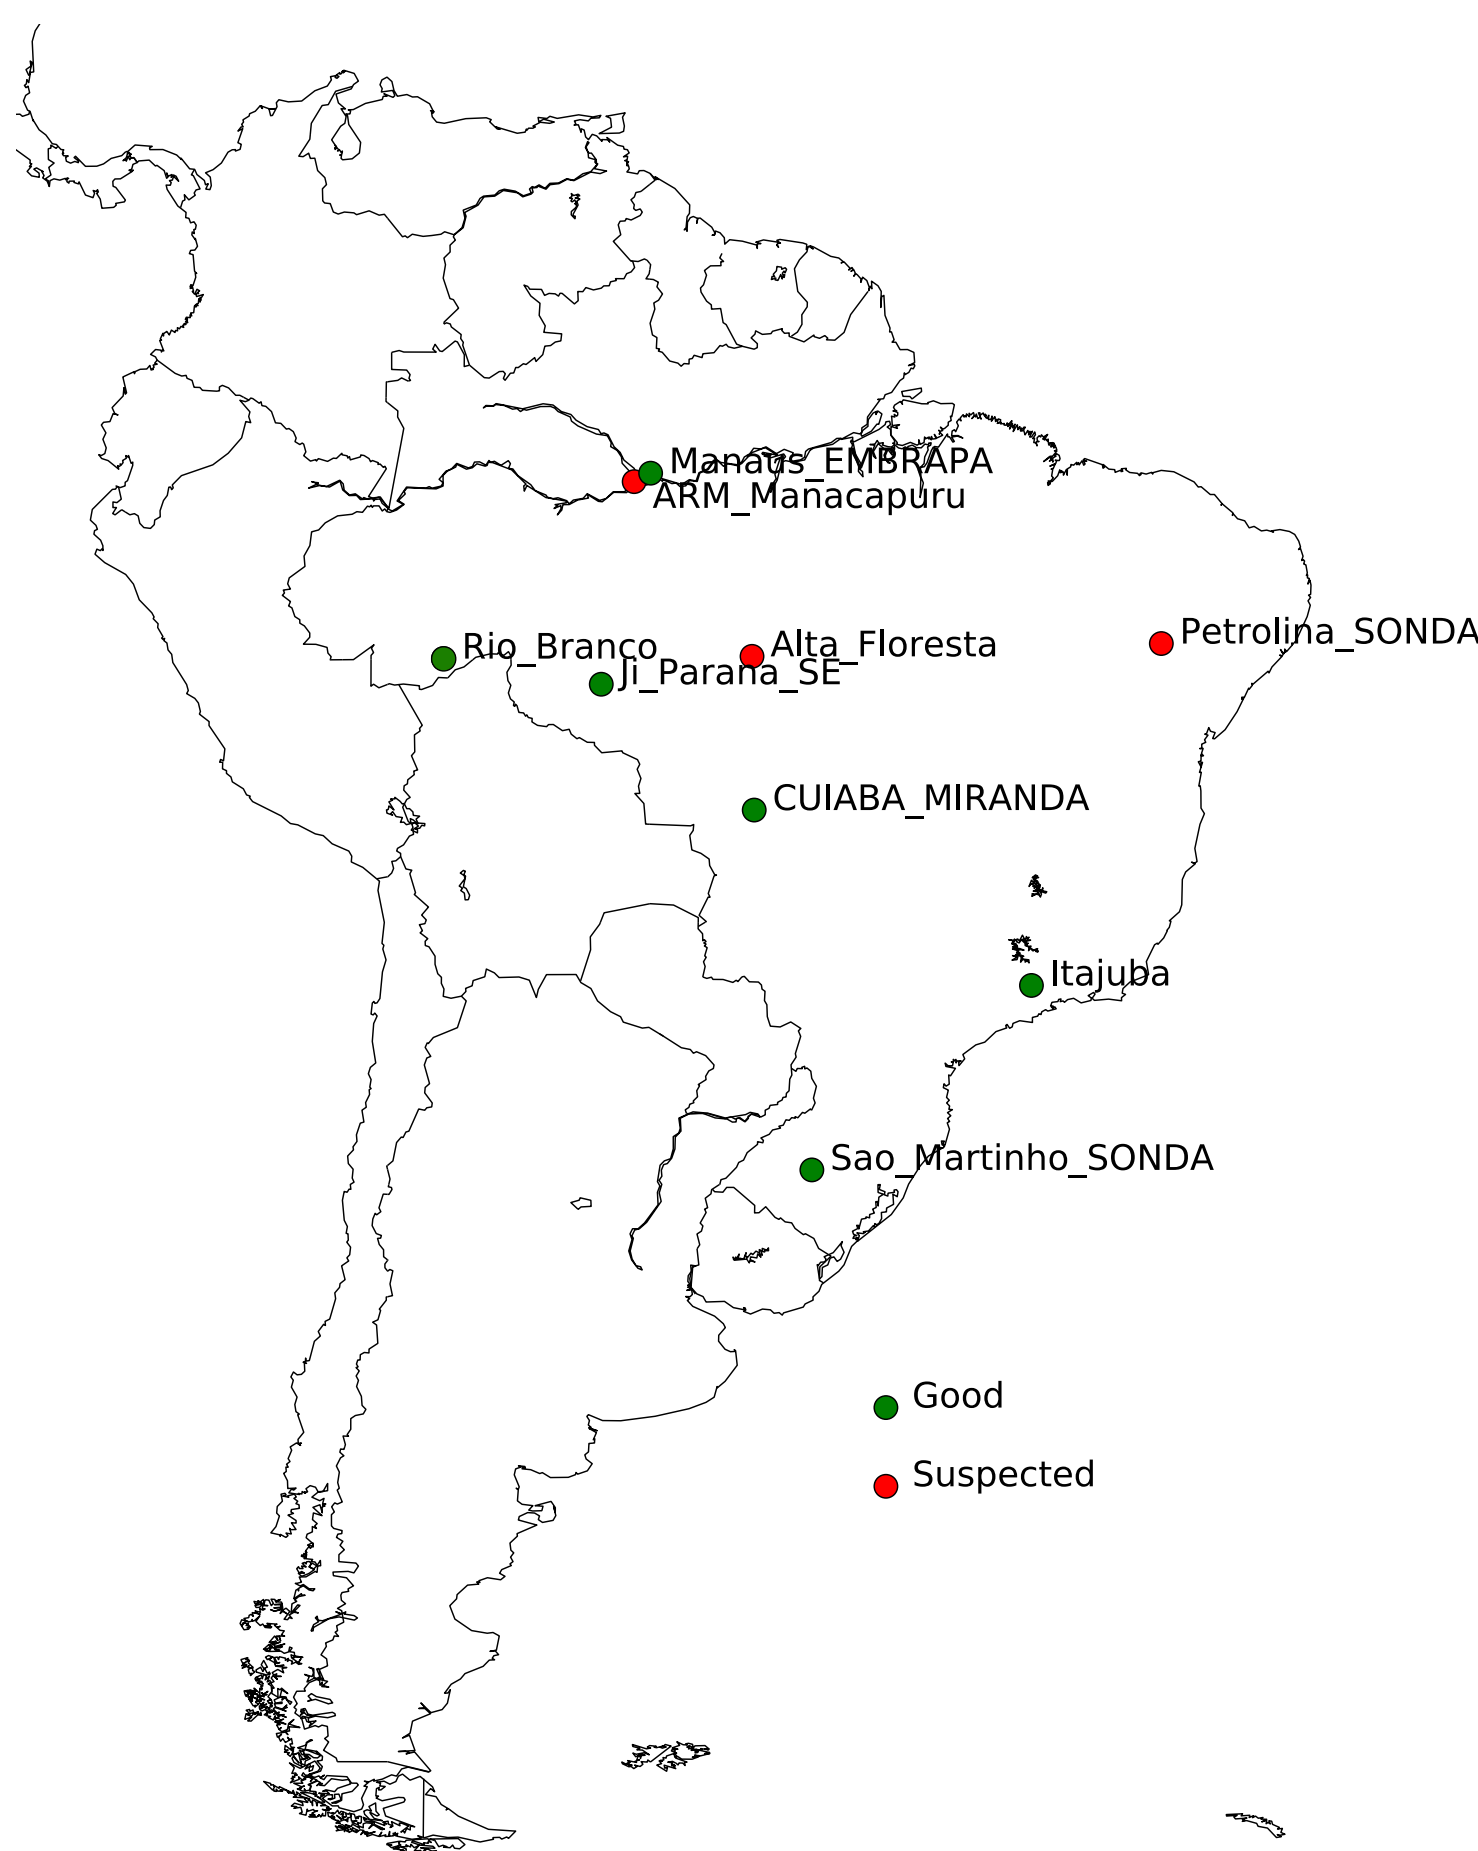 Manaus_EMBRAPA
ARM_Manacapuru
Petrolina_SONDA
Rio_Branco
Alta_Floresta
Ji_Parana_SE
CUIABA_MIRANDA
Itajuba
Sao_Martinho_SONDA
Good
Suspected